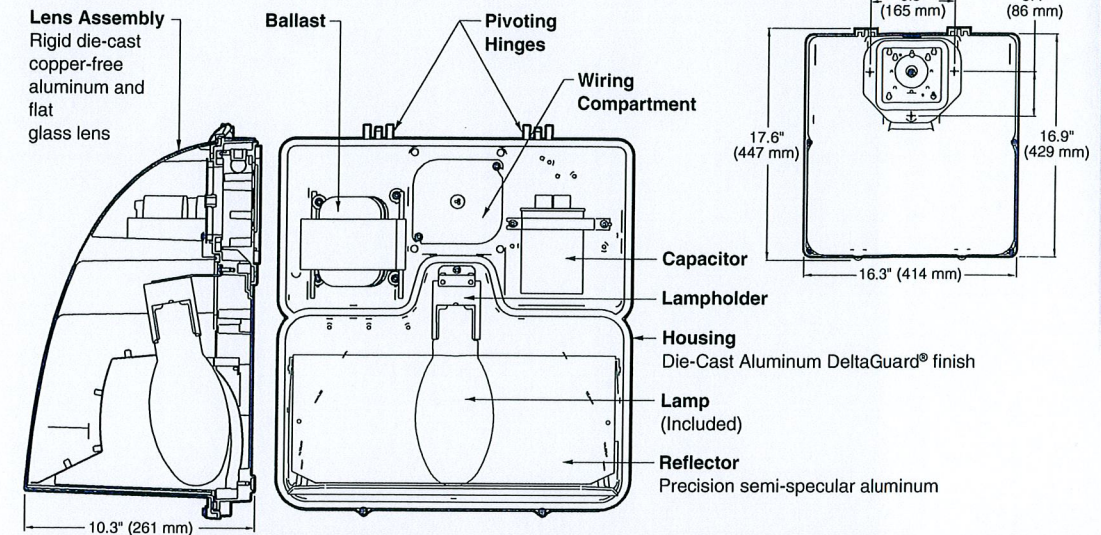 Lens Assembly
Rigid die-cast
copper-free
aluminum and
flat
glass lens
Ballast
Pivoting
Hinges
Wiring
Compartment
Capacitor
Lampholder
Housing
Die-Cast Aluminum DeltaGuard® finish
Lamp
(Included)
Reflector
Precision semi-specular aluminum
10.3" (261 mm)
(165 mm)
(86 mm)
17.6"
(447 mm)
16.9"
(429 mm)
16.3" (414 mm)